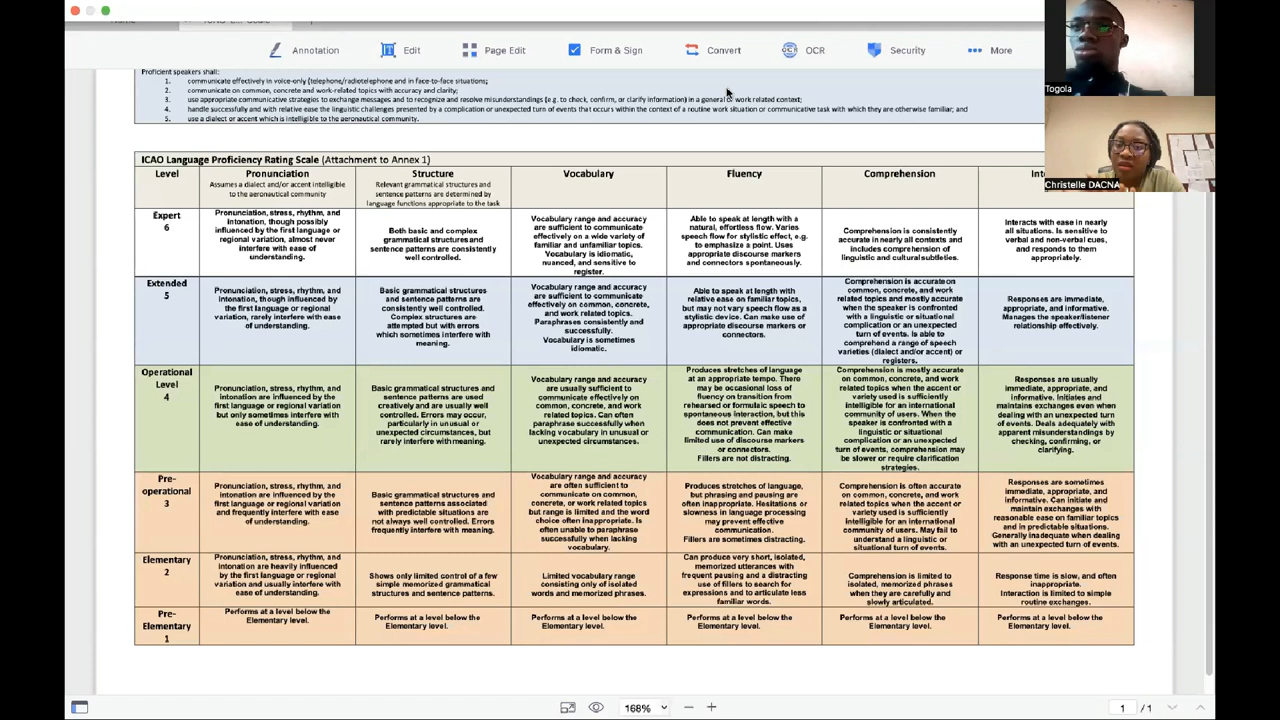 Annotation
Edit
Page Edit
Form & Sign
Convert
OCR
Security
More
Togola
Christelle DACNA
Proficient speakers shall:
1. communicate effectively in voice-only (telephone/radiotelephone and in face-to-face situations;
2. communicate on common, concrete and work-related topics with accuracy and clarity;
3. use appropriate communicative strategies to exchange messages and to recognize and resolve misunderstandings (e.g. to check, confirm, or clarify information) in a general or work related context;
4. handle successfully and with relative ease the linguistic challenges presented by a complication or unexpected turn of events that occurs within the context of a routine work situation or communicative task with which they are otherwise familiar; and
5. use a dialect or accent which is intelligible to the aeronautical community.
ICAO Language Proficiency Rating Scale (Attachment to Annex 1)
Level
Pronunciation
Assumes a dialect and/or accent intelligible
to the aeronautical community
Structure
Relevant grammatical structures and
sentence patterns are determined by
language functions appropriate to the task
Vocabulary
Fluency
Comprehension
Expert
6
Pronunciation, stress, rhythm, and
intonation, though possibly
influenced by the first language or
regional variation, almost never
interfere with ease of
understanding.
Both basic and complex
grammatical structures and
sentence patterns are consistently
well controlled.
Vocabulary range and accuracy
are sufficient to communicate
effectively on a wide variety of
familiar and unfamiliar topics.
Vocabulary is idiomatic,
nuanced, and sensitive to
register.
Able to speak at length with a
natural, effortless flow. Varies
speech flow for stylistic effect, e.g.
to emphasize a point. Uses
appropriate discourse markers
and connectors spontaneously.
Comprehension is consistently
accurate in nearly all contexts and
includes comprehension of
linguistic and cultural subtleties.
Interacts with ease in nearly
all situations. Is sensitive to
verbal and non-verbal cues,
and responds to them
appropriately.
Extended
5
Pronunciation, stress, rhythm, and
intonation, though influenced by
the first language or regional
variation, rarely interfere with ease
of understanding.
Basic grammatical structures
and sentence patterns are
consistently well controlled.
Complex structures are
attempted but with errors
which sometimes interfere with
meaning.
Vocabulary range and accuracy
are sufficient to communicate
effectively on common, concrete,
and work related topics.
Paraphrases consistently and
successfully.
Vocabulary is sometimes
idiomatic.
Able to speak at length with
relative ease on familiar topics,
but may not vary speech flow as a
stylistic device. Can make use of
appropriate discourse markers or
connectors.
Comprehension is accurate on
common, concrete, and work
related topics and mostly accurate
when the speaker is confronted
with a linguistic or situational
complication or an unexpected
turn of events. Is able to
comprehend a range of speech
varieties (dialect and/or accent) or
registers.
Responses are immediate,
appropriate, and informative.
Manages the speaker/listener
relationship effectively.
Operational
Level
4
Pronunciation, stress, rhythm, and
intonation are influenced by the
first language or regional variation
but only sometimes interfere with
ease of understanding.
Basic grammatical structures and
sentence patterns are used
creatively and are usually well
controlled. Errors may occur,
particularly in unusual or
unexpected circumstances, but
rarely interfere with meaning.
Vocabulary range and accuracy
are usually sufficient to
communicate effectively on
common, concrete, and work
related topics. Can often
paraphrase successfully when
lacking vocabulary in unusual or
unexpected circumstances.
Produces stretches of language
at an appropriate tempo. There
may be occasional loss of
fluency on transition from
rehearsed or formulaic speech to
spontaneous interaction, but this
does not prevent effective
communication. Can make
limited use of discourse markers
or connectors.
Fillers are not distracting.
Comprehension is mostly accurate
on common, concrete, and work
related topics when the accent or
variety used is sufficiently
intelligible for an international
community of users. When the
speaker is confronted with a
linguistic or situational
complication or an unexpected
turn of events, comprehension may
be slower or require clarification
strategies.
Responses are usually
immediate, appropriate, and
informative. Initiates and
maintains exchanges even when
dealing with an unexpected turn
of events. Deals adequately with
apparent misunderstandings by
checking, confirming, or
clarifying.
Pre-
operational
3
Pronunciation, stress, rhythm, and
intonation are influenced by the
first language or regional variation
and frequently interfere with ease
of understanding.
Basic grammatical structures and
sentence patterns associated
with predictable situations are
not always well controlled. Errors
frequently interfere with meaning.
Vocabulary range and accuracy
are often sufficient to
communicate on common,
concrete, or work related topics
but range is limited and the word
choice often inappropriate. Is
often unable to paraphrase
successfully when lacking
vocabulary.
Produces stretches of language,
but phrasing and pausing are
often inappropriate. Hesitations or
slowness in language processing
may prevent effective
communication.
Fillers are sometimes distracting.
Comprehension is often accurate
on common, concrete, and work
related topics when the accent or
variety used is sufficiently
intelligible for an international
community of users. May fail to
understand a linguistic or
situational turn of events.
Responses are sometimes
immediate, appropriate, and
informative. Can initiate and
maintain exchanges with
reasonable ease on familiar topics
and in predictable situations.
Generally inadequate when dealing
with an unexpected turn of events.
Elementary
2
Pronunciation, stress, rhythm, and
intonation are heavily influenced by
the first language or regional
variation and usually interfere with
ease of understanding.
Shows only limited control of a few
simple memorized grammatical
structures and sentence patterns.
Limited vocabulary range
consisting only of isolated
words and memorized phrases.
Can produce very short, isolated,
memorized utterances with
frequent pausing and a distracting
use of fillers to search for
expressions and to articulate less
familiar words.
Comprehension is limited to
isolated, memorized phrases
when they are carefully and
slowly articulated.
Response time is slow, and often
inappropriate.
Interaction is limited to simple
routine exchanges.
Pre-
Elementary
1
Performs at a level below the
Elementary level.
Performs at a level below the
Elementary level.
Performs at a level below the
Elementary level.
Performs at a level below the
Elementary level.
Performs at a level below the
Elementary level.
Performs at a level below the
Elementary level.
168%
1 / 1